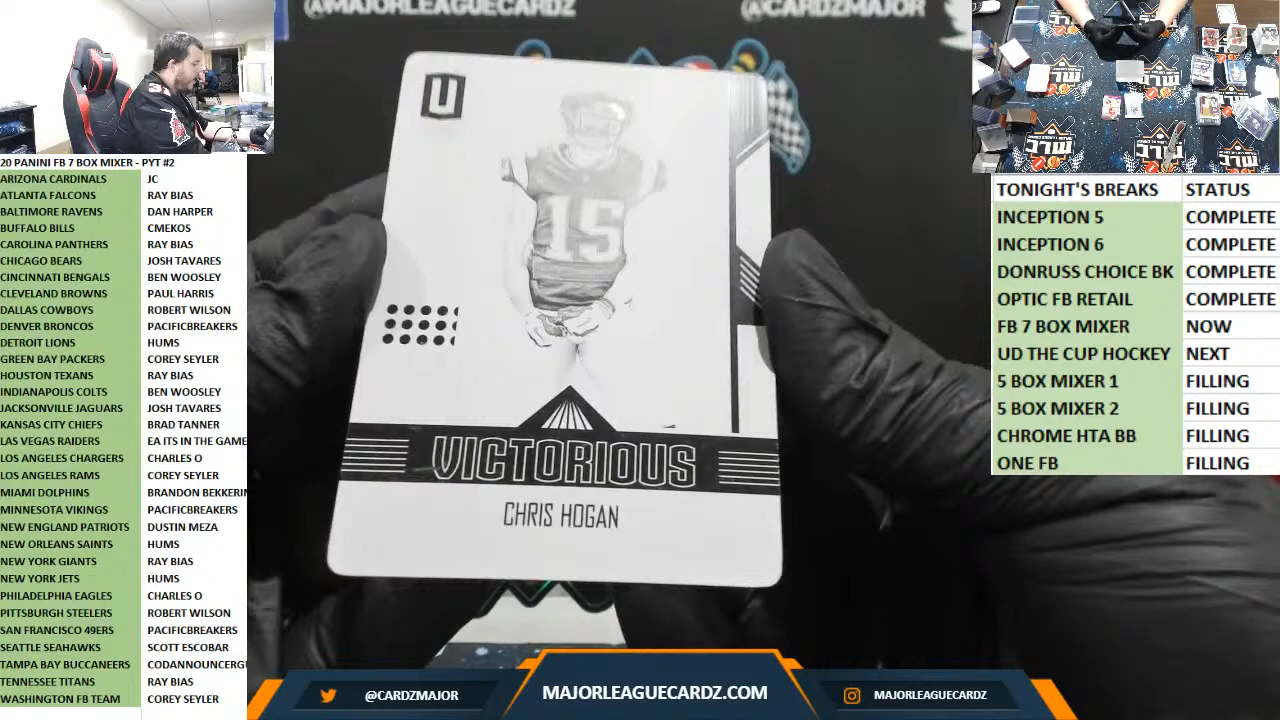 @MAJORLEAGUECARDZ
@CARDZMAJOR
20 PANINI FB 7 BOX MIXER - PYT #2
ARIZONA CARDINALS JC
ATLANTA FALCONS RAY BIAS
BALTIMORE RAVENS DAN HARPER
BUFFALO BILLS CMEKOS
CAROLINA PANTHERS RAY BIAS
CHICAGO BEARS JOSH TAVARES
CINCINNATI BENGALS BEN WOOSLEY
CLEVELAND BROWNS PAUL HARRIS
DALLAS COWBOYS ROBERT WILSON
DENVER BRONCOS PACIFICBREAKERS
DETROIT LIONS HUMS
GREEN BAY PACKERS COREY SEYLER
HOUSTON TEXANS RAY BIAS
INDIANAPOLIS COLTS BEN WOOSLEY
JACKSONVILLE JAGUARS JOSH TAVARES
KANSAS CITY CHIEFS BRAD TANNER
LAS VEGAS RAIDERS EA ITS IN THE GAME
LOS ANGELES CHARGERS CHARLES O
LOS ANGELES RAMS COREY SEYLER
MIAMI DOLPHINS BRANDON BEKKERIN
MINNESOTA VIKINGS PACIFICBREAKERS
NEW ENGLAND PATRIOTS DUSTIN MEZA
NEW ORLEANS SAINTS HUMS
NEW YORK GIANTS RAY BIAS
NEW YORK JETS HUMS
PHILADELPHIA EAGLES CHARLES O
PITTSBURGH STEELERS ROBERT WILSON
SAN FRANCISCO 49ERS PACIFICBREAKERS
SEATTLE SEAHAWKS SCOTT ESCOBAR
TAMPA BAY BUCCANEERS CODANNOUNCERGU
TENNESSEE TITANS RAY BIAS
WASHINGTON FB TEAM COREY SEYLER
U
15
VICTORIOUS
CHRIS HOGAN
TONIGHT'S BREAKS STATUS
INCEPTION 5 COMPLETE
INCEPTION 6 COMPLETE
DONRUSS CHOICE BK COMPLETE
OPTIC FB RETAIL COMPLETE
FB 7 BOX MIXER NOW
UD THE CUP HOCKEY NEXT
5 BOX MIXER 1 FILLING
5 BOX MIXER 2 FILLING
CHROME HTA BB FILLING
ONE FB FILLING
@CARDZMAJOR
MAJORLEAGUECARDZ.COM
MAJORLEAGUECARDZ